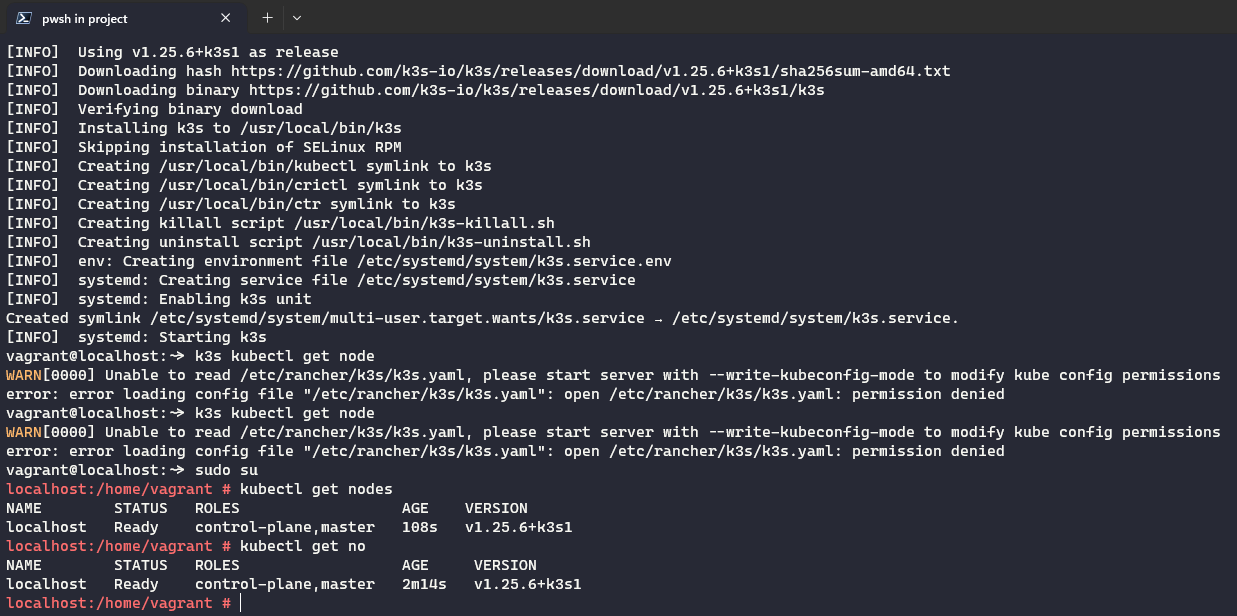 pwsh in project
[INFO]  Using v1.25.6+k3s1 as release
[INFO]  Downloading hash https://github.com/k3s-io/k3s/releases/download/v1.25.6+k3s1/sha256sum-amd64.txt
[INFO]  Downloading binary https://github.com/k3s-io/k3s/releases/download/v1.25.6+k3s1/k3s
[INFO]  Verifying binary download
[INFO]  Installing k3s to /usr/local/bin/k3s
[INFO]  Skipping installation of SELinux RPM
[INFO]  Creating /usr/local/bin/kubectl symlink to k3s
[INFO]  Creating /usr/local/bin/crictl symlink to k3s
[INFO]  Creating /usr/local/bin/ctr symlink to k3s
[INFO]  Creating killall script /usr/local/bin/k3s-killall.sh
[INFO]  Creating uninstall script /usr/local/bin/k3s-uninstall.sh
[INFO]  env: Creating environment file /etc/systemd/system/k3s.service.env
[INFO]  systemd: Creating service file /etc/systemd/system/k3s.service
[INFO]  systemd: Enabling k3s unit
Created symlink /etc/systemd/system/multi-user.target.wants/k3s.service → /etc/systemd/system/k3s.service.
[INFO]  systemd: Starting k3s
vagrant@localhost:~> k3s kubectl get node
WARN[0000] Unable to read /etc/rancher/k3s/k3s.yaml, please start server with --write-kubeconfig-mode to modify kube config permissions
error: error loading config file "/etc/rancher/k3s/k3s.yaml": open /etc/rancher/k3s/k3s.yaml: permission denied
vagrant@localhost:~> k3s kubectl get node
WARN[0000] Unable to read /etc/rancher/k3s/k3s.yaml, please start server with --write-kubeconfig-mode to modify kube config permissions
error: error loading config file "/etc/rancher/k3s/k3s.yaml": open /etc/rancher/k3s/k3s.yaml: permission denied
vagrant@localhost:~> sudo su
localhost:/home/vagrant # kubectl get nodes
NAME        STATUS   ROLES                  AGE    VERSION
localhost   Ready    control-plane,master   108s   v1.25.6+k3s1
localhost:/home/vagrant # kubectl get no
NAME        STATUS   ROLES                  AGE     VERSION
localhost   Ready    control-plane,master   2m14s   v1.25.6+k3s1
localhost:/home/vagrant #